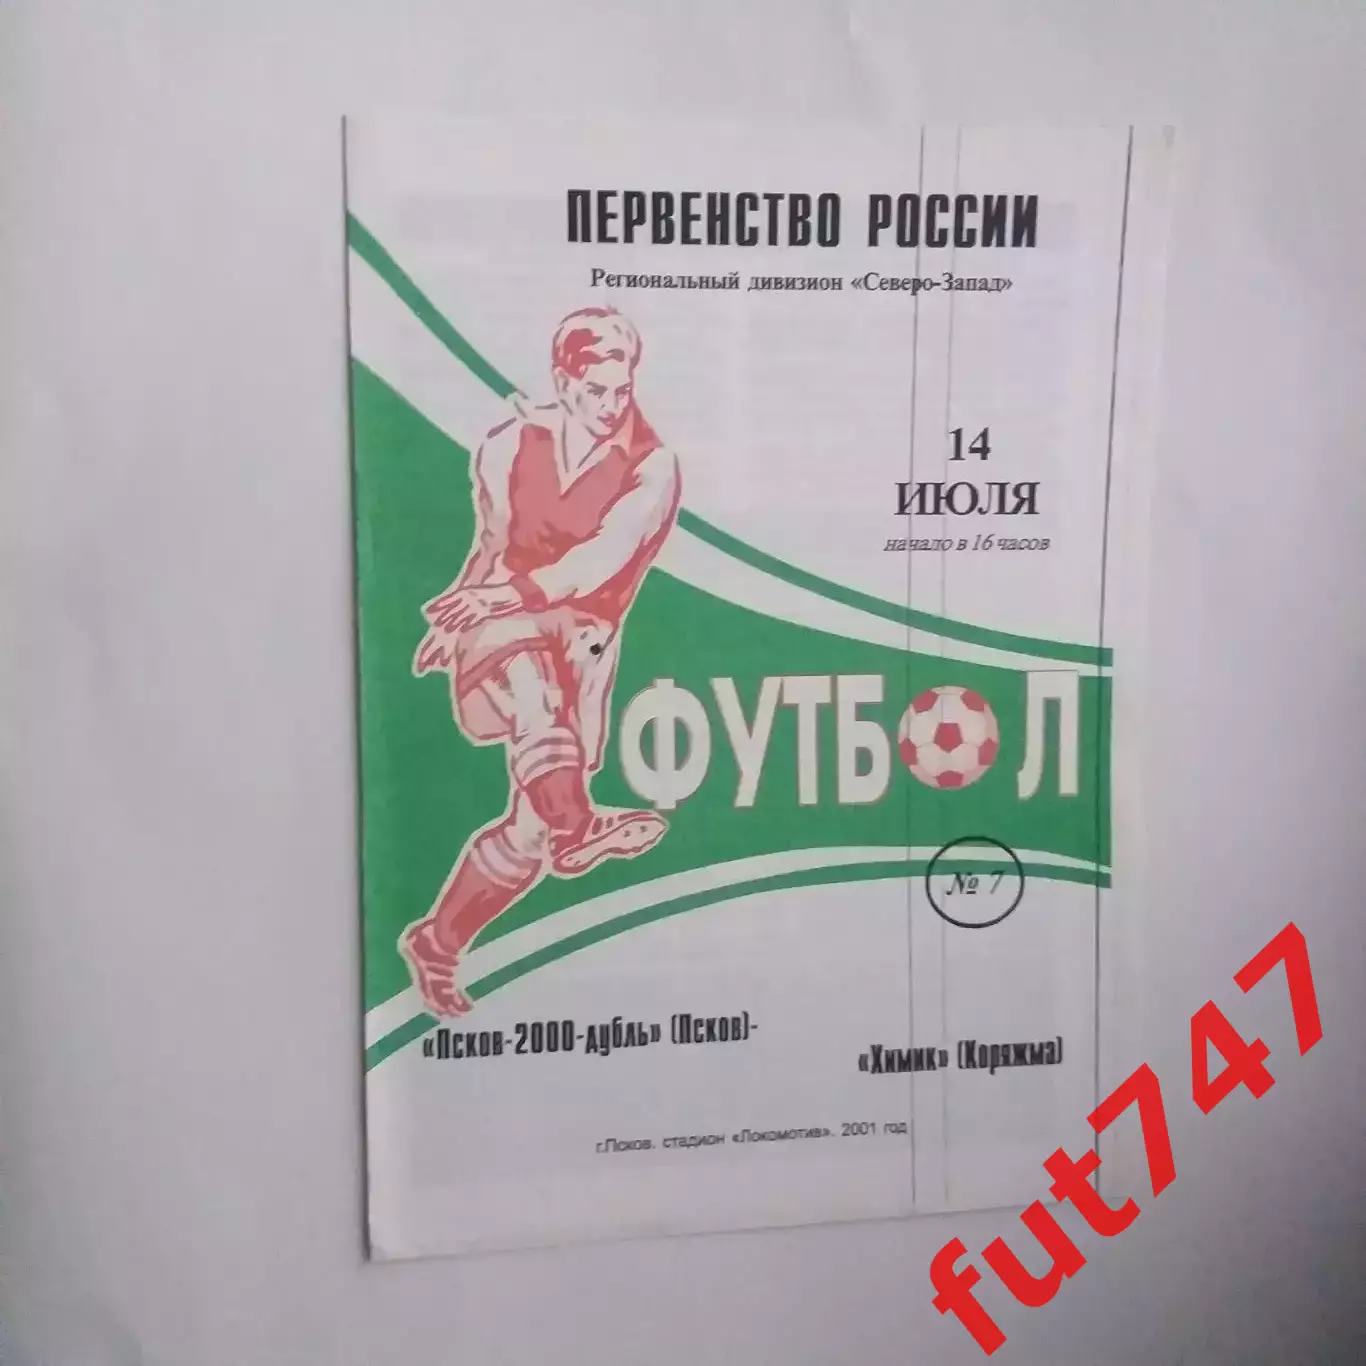 ПЕРВЕНСТВО РОССИИ
Региональный дивизион «Северо-Запад»
14
ИЮЛЯ
начало в 16 часов
ФУТБОЛ
№ 7
«Псков-2000-дубль» (Псков)-
«Химик» (Коряжма)
г.Псков. стадион «Локомотив». 2001 год
fut747